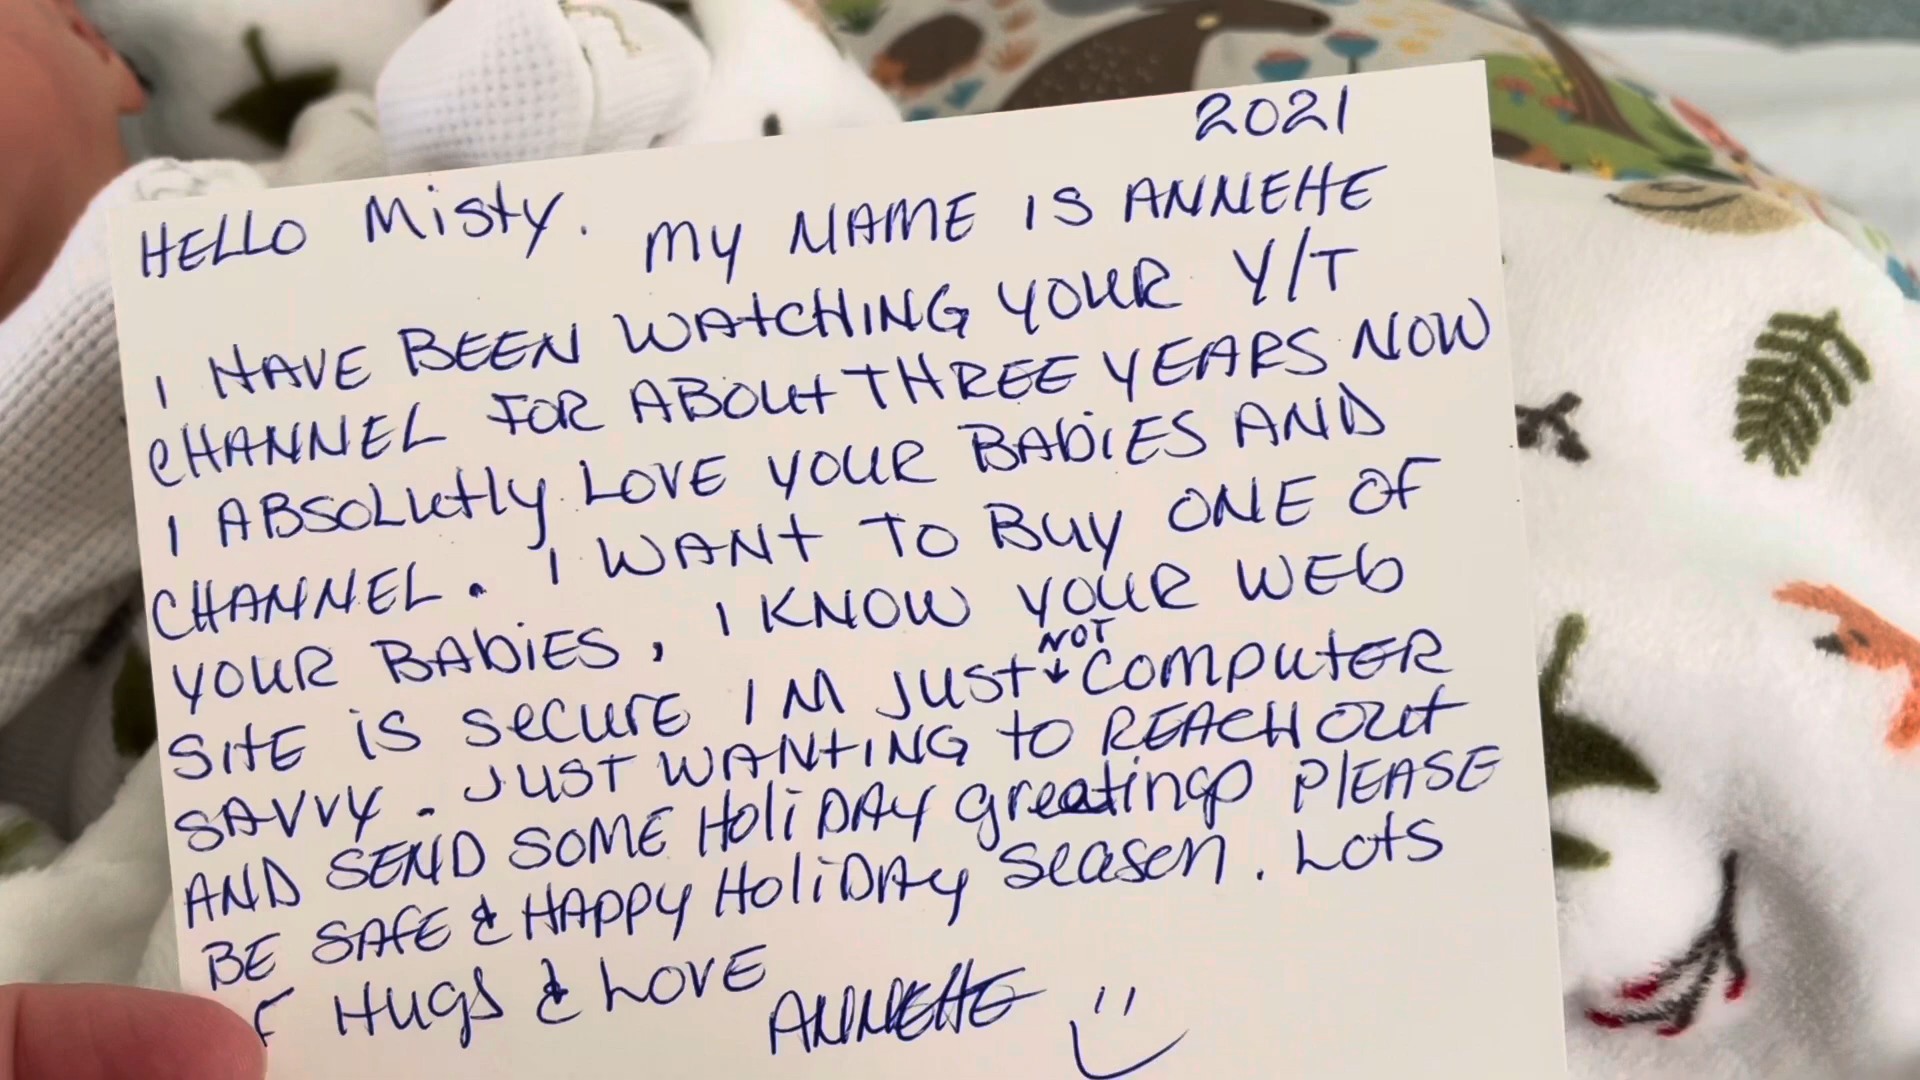 2021
HELLO Misty. MY NAME IS ANNEHE
I HAVE BEEN WAtCHING YOUR Y/T
CHANNEL FOR ABOUt THREE YEARS NOW
I ABSOLUtly LOVE YOUR BABiES AND
CHANNEL. I WANt TO BUY ONE OF
YOUR BABiES, I KNOW YOUR WEb
NOT
SItE iS SECURE IM JUSt COMPUtER
SAVVY. JUST WANtING tO REACH OUt
AND SEND SOME HoliDAY greetings PlEASE
BE SAFE & HAPPY HoliDAy Season. Lots
F HUgS & LOVE
ANNEHE